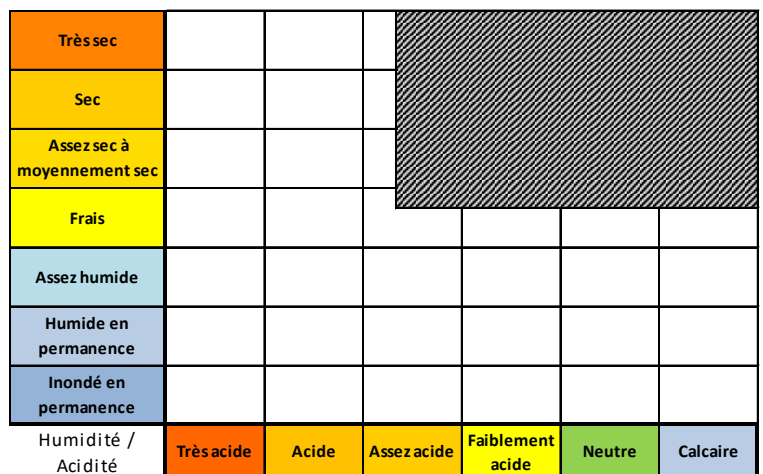 Très sec
Sec
Assez sec à
moyennement sec
Frais
Assez humide
Humide en
permanence
Inondé en
permanence
Humidité /
Acidité
Très acide
Acide
Assez acide
Faiblement
acide
Neutre
Calcaire